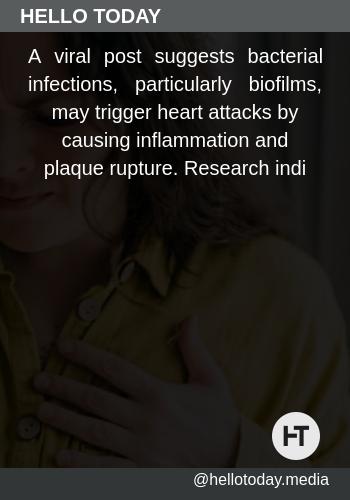 HELLO TODAY
A viral post suggests bacterial
infections, particularly biofilms,
may trigger heart attacks by
causing inflammation and
plaque rupture. Research indi
HT
@hellotoday.media